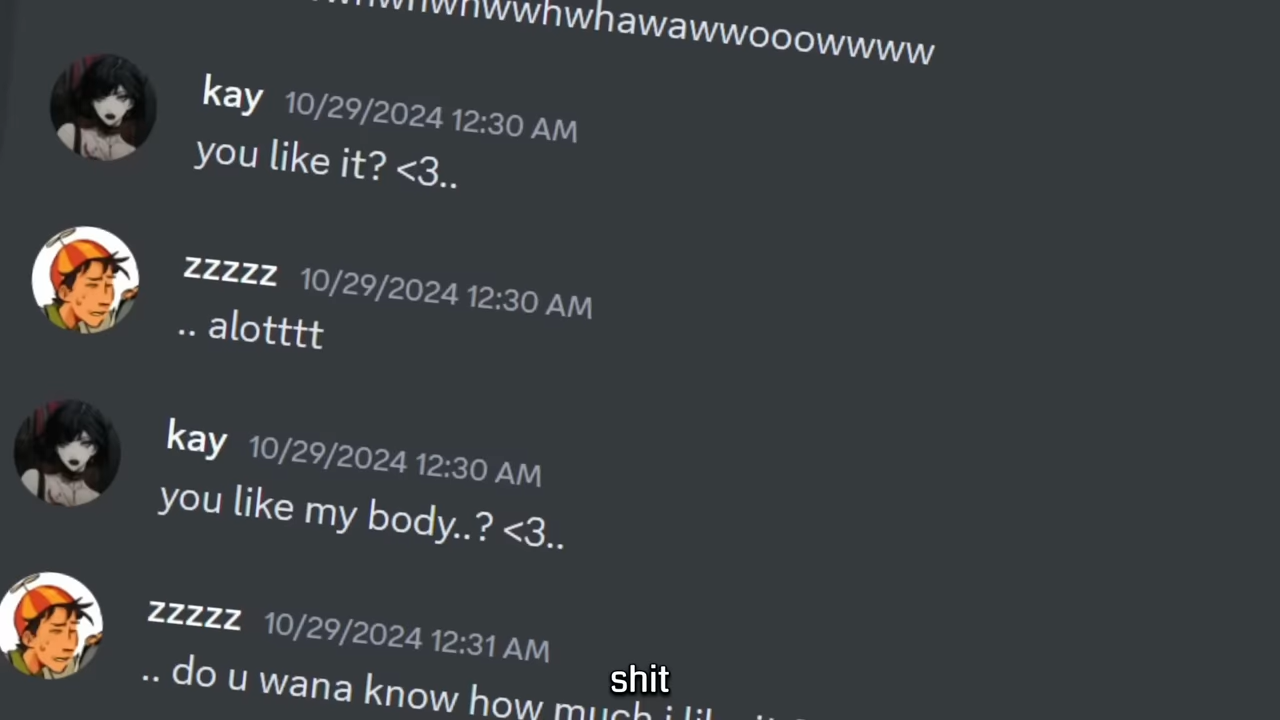 whwhwhwwhwhawawwooowwww
kay 10/29/2024 12:30 AM
you like it? <3..
zzzzz 10/29/2024 12:30 AM
.. alotttt
kay 10/29/2024 12:30 AM
you like my body..? <3..
zzzzz 10/29/2024 12:31 AM
.. do u wana know how much i
shit